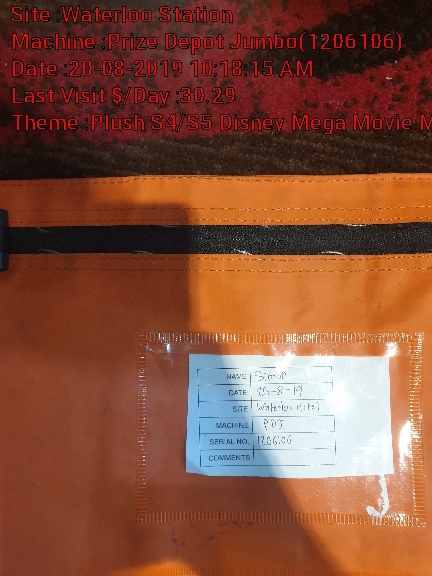 Site :Waterloo Station
Machine :Prize Depot Jumbo(1206106)
Date :20-08-2019 10:18:15 AM
Last Visit $/Day :30.29
Theme :Plush S4/S5 Disney Mega Movie M
NAME
DATE 20-8-19
SITE Waterloo
MACHINE PDJ
SERIAL NO. 1206106
COMMENTS